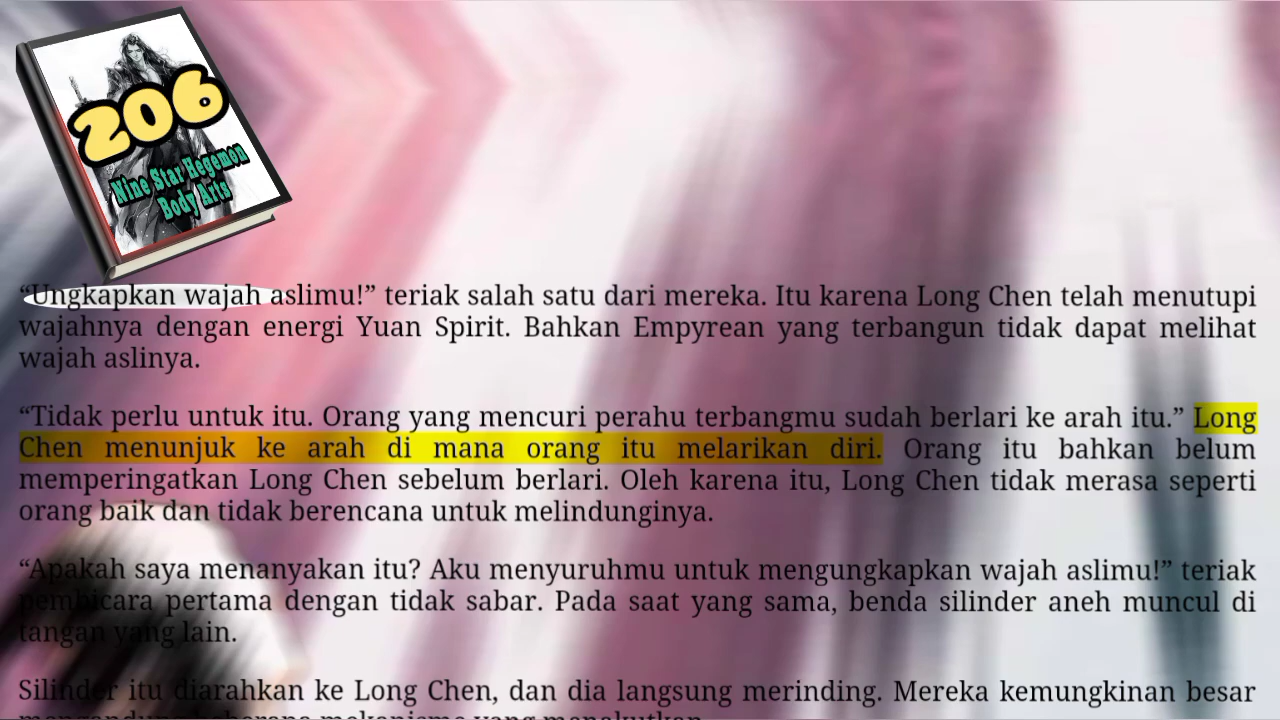 206
Nine Star Hegemon
Body Arts
“Ungkapkan wajah aslimu!” teriak salah satu dari mereka. Itu karena Long Chen telah menutupi
wajahnya dengan energi Yuan Spirit. Bahkan Empyrean yang terbangun tidak dapat melihat
wajah aslinya.
“Tidak perlu untuk itu. Orang yang mencuri perahu terbangmu sudah berlari ke arah itu.” Long
Chen menunjuk ke arah di mana orang itu melarikan diri. Orang itu bahkan belum
memperingatkan Long Chen sebelum berlari. Oleh karena itu, Long Chen tidak merasa seperti
orang baik dan tidak berencana untuk melindunginya.
“Apakah saya menanyakan itu? Aku menyuruhmu untuk mengungkapkan wajah aslimu!” teriak
pembicara pertama dengan tidak sabar. Pada saat yang sama, benda silinder aneh muncul di
tangan yang lain.
Silinder itu diarahkan ke Long Chen, dan dia langsung merinding. Mereka kemungkinan besar
mekanisme yang menakutkan